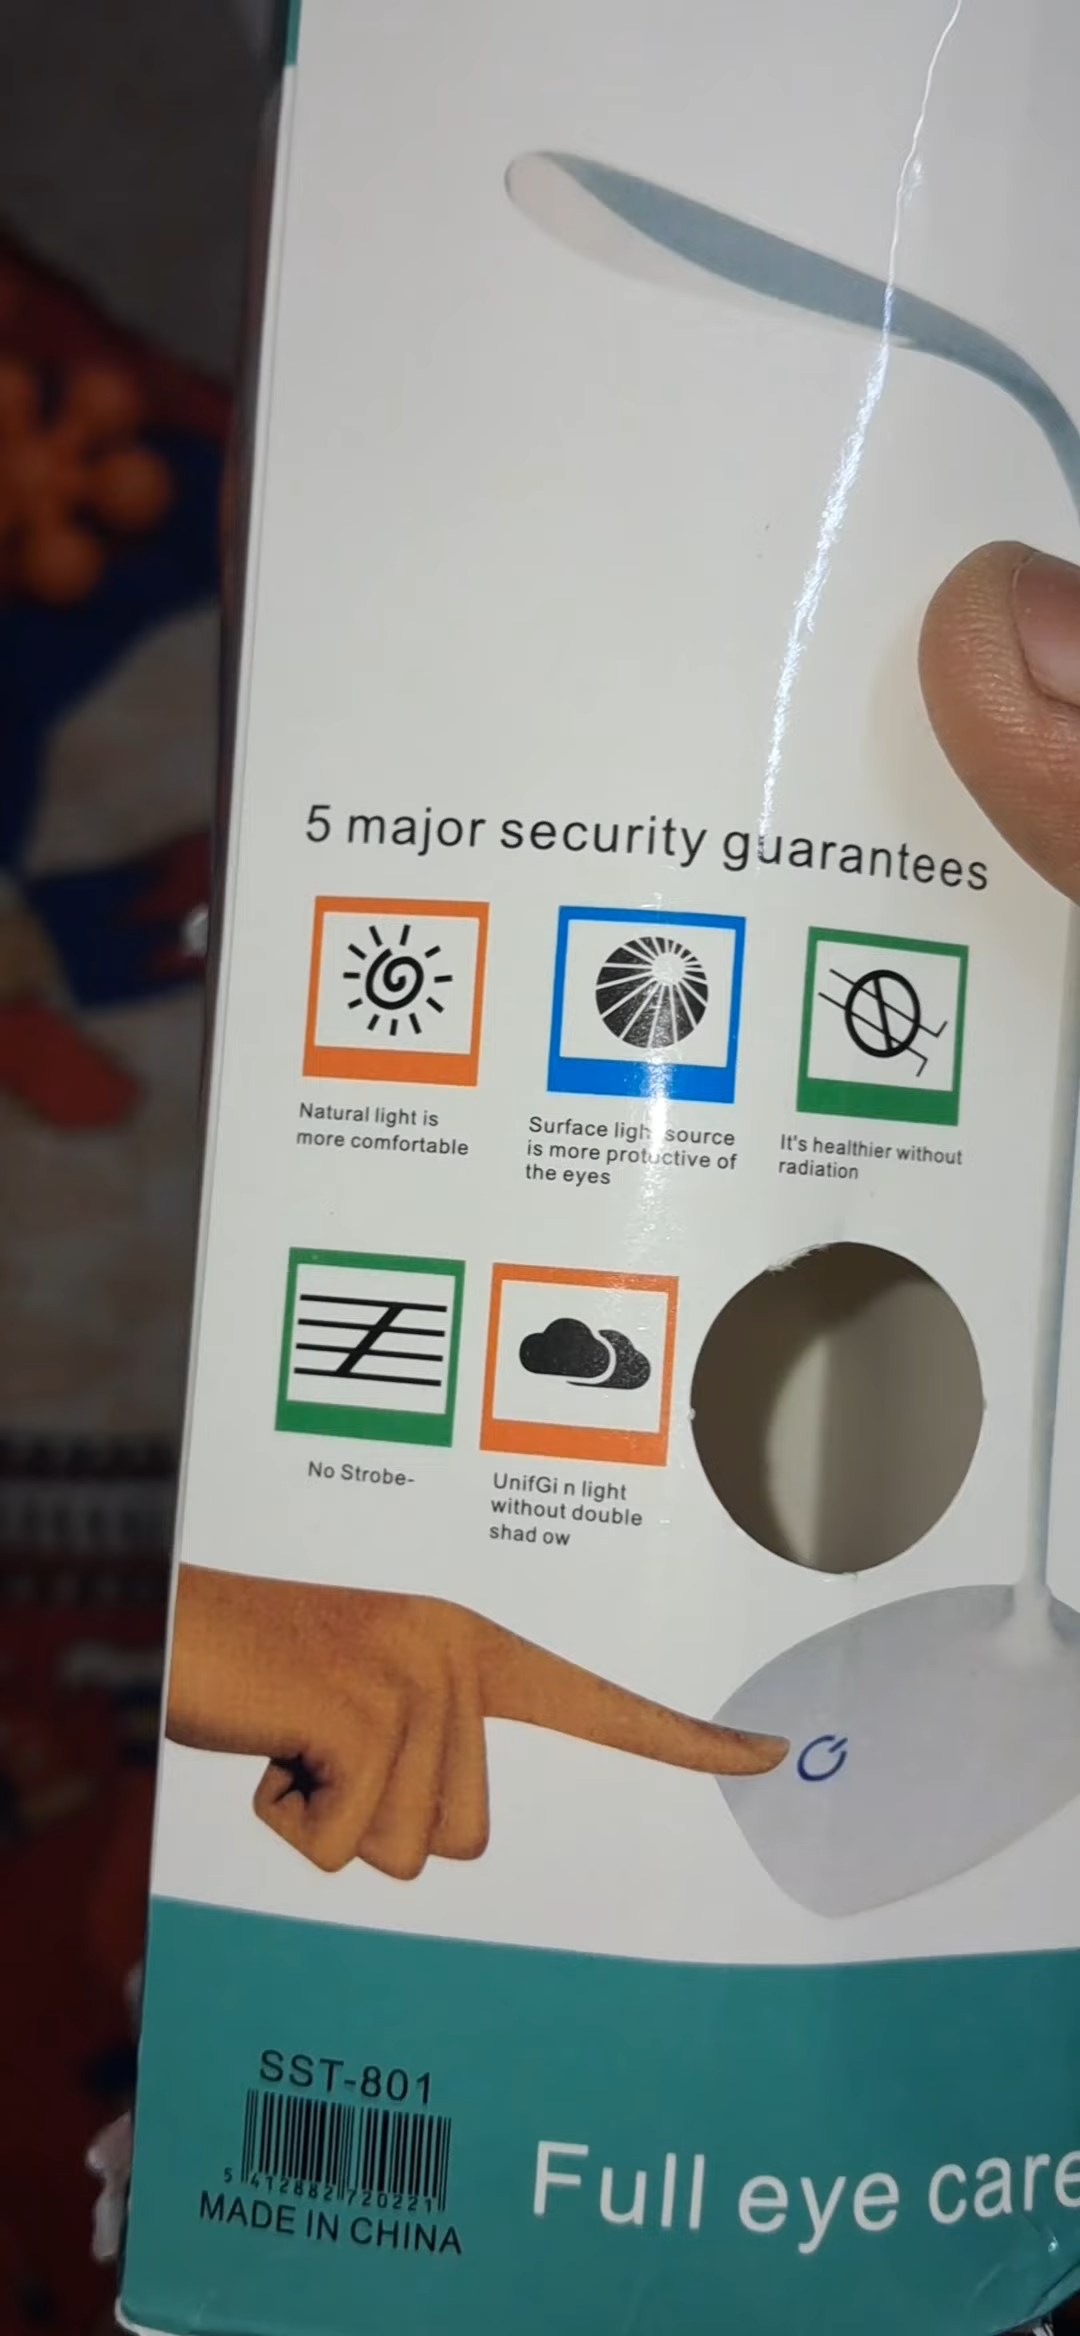 5 major security guarantees
Natural light is
more comfortable
Surface light source
is more protective of
the eyes
It's healthier without
radiation
No Strobe-
UnifGi n light
without double
shad ow
SST-801
5 412882 720221
MADE IN CHINA
Full eye care